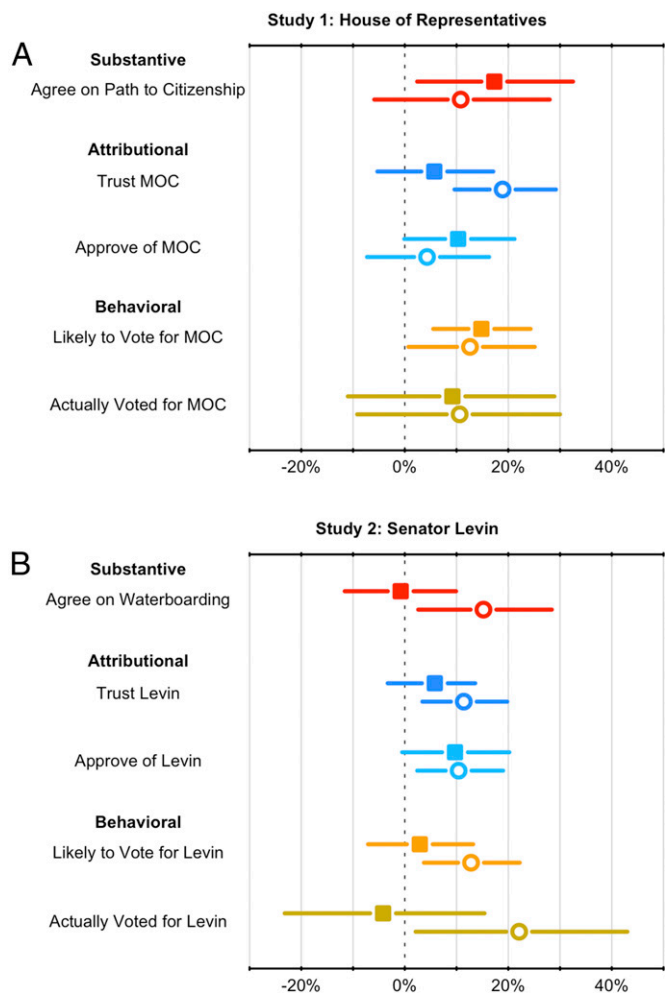 Study 1: House of Representatives
A
Substantive
Agree on Path to Citizenship
Attributional
Trust MOC
Approve of MOC
Behavioral
Likely to Vote for MOC
Actually Voted for MOC
-20% 0% 20% 40%
Study 2: Senator Levin
B
Substantive
Agree on Waterboarding
Attributional
Trust Levin
Approve of Levin
Behavioral
Likely to Vote for Levin
Actually Voted for Levin
-20% 0% 20% 40%